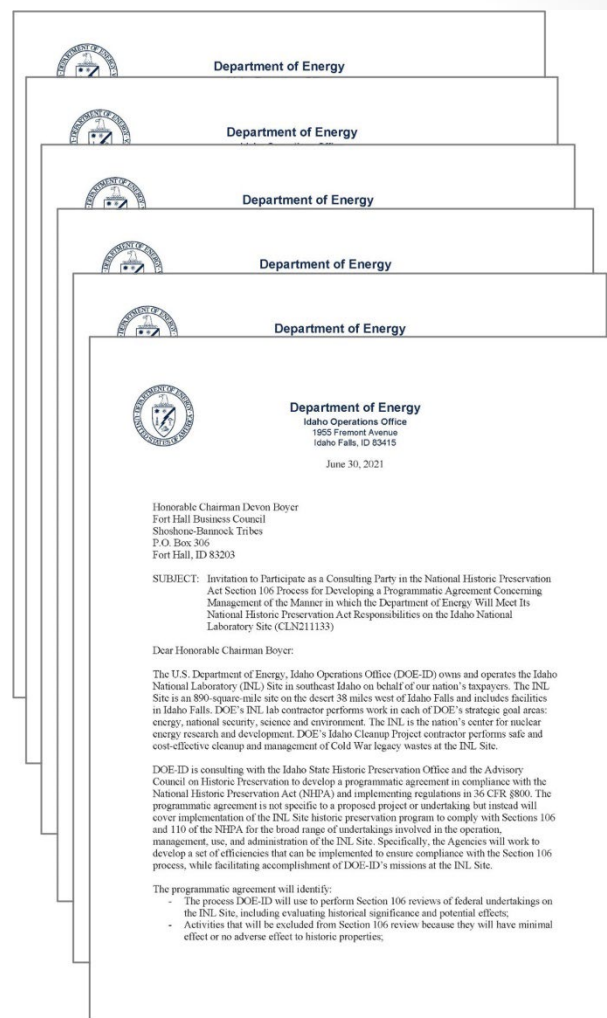 Department of Energy
Department of Energy
Department of Energy
Department of Energy
Department of Energy
Department of Energy
Idaho Operations Office
1955 Fremont Avenue
Idaho Falls, ID 83415
June 30, 2021
Honorable Chairman Devon Boyer
Fort Hall Business Council
Shoshone-Bannock Tribes
P.O. Box 306
Fort Hall, ID 83203
SUBJECT: Invitation to Participate as a Consulting Party in the National Historic Preservation
Act Section 106 Process for Developing a Programmatic Agreement Concerning
Management of the Manner in which the Department of Energy Will Meet Its
National Historic Preservation Act Responsibilities on the Idaho National
Laboratory Site (CLN211133)
Dear Honorable Chairman Boyer:
The U.S. Department of Energy, Idaho Operations Office (DOE-ID) owns and operates the Idaho
National Laboratory (INL) Site in southeast Idaho on behalf of our nation's taxpayers. The INL
Site is an 890-square-mile site on the desert 38 miles west of Idaho Falls and includes facilities
in Idaho Falls. DOE's INL lab contractor performs work in each of DOE's strategic goal areas:
energy, national security, science and environment. The INL is the nation's center for nuclear
energy research and development. DOE's Idaho Cleanup Project contractor performs safe and
cost-effective cleanup and management of Cold War legacy wastes at the INL Site.
DOE-ID is consulting with the Idaho State Historic Preservation Office and the Advisory
Council on Historic Preservation to develop a programmatic agreement in compliance with the
National Historic Preservation Act (NHPA) and implementing regulations in 36 CFR §800. The
programmatic agreement is not specific to a proposed project or undertaking but instead will
cover implementation of the INL Site historic preservation program to comply with Sections 106
and 110 of the NHPA for the broad range of undertakings involved in the operation,
management, use, and administration of the INL Site. Specifically, the Agencies will work to
develop a set of efficiencies that can be implemented to ensure compliance with the Section 106
process, while facilitating accomplishment of DOE-ID's missions at the INL Site.
The programmatic agreement will identify:
- The process DOE-ID will use to perform Section 106 reviews of federal undertakings on
the INL Site, including evaluating historical significance and potential effects;
- Activities that will be excluded from Section 106 review because they will have minimal
effect or no adverse effect to historic properties;